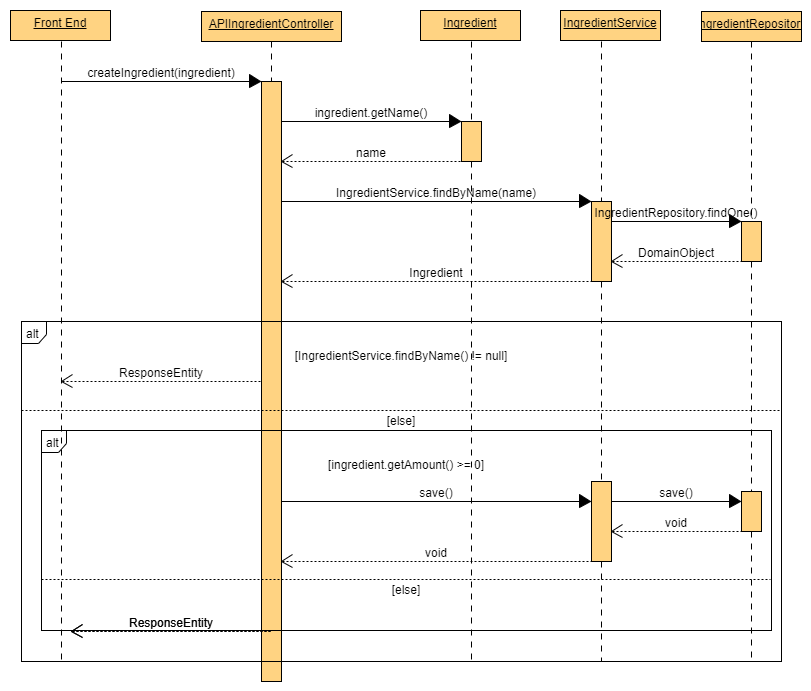 Front End
APIIngredientController
Ingredient
IngredientService
ngredientRepositor
createIngredient(ingredient)
ingredient.getName()
name
IngredientService.findByName(name)
IngredientRepository.findOne()
DomainObject
Ingredient
alt
[IngredientService.findByName() != null]
ResponseEntity
[else]
alt
[ingredient.getAmount() >= 0]
save()
save()
void
void
[else]
ResponseEntity